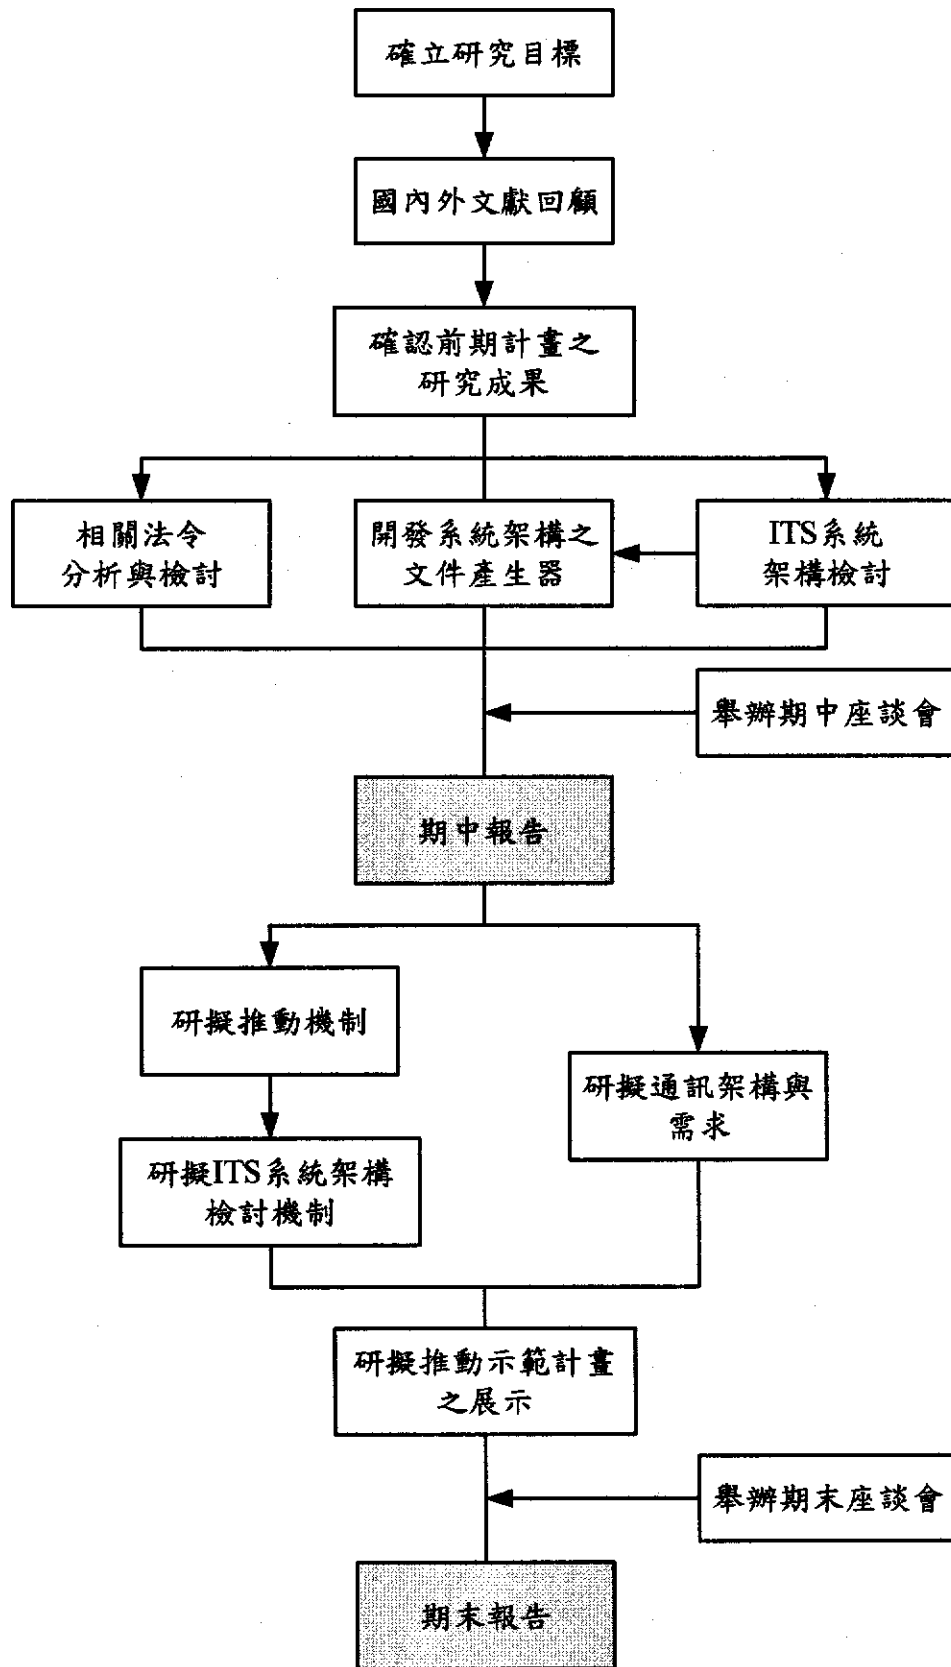 確立研究目標
國內外文獻回顧
確認前期計畫之
研究成果
相關法令
分析與檢討
開發系統架構之
文件產生器
ITS系統
架構檢討
舉辦期中座談會
期中報告
研擬推動機制
研擬通訊架構與
需求
研擬ITS系統架構
檢討機制
研擬推動示範計畫
之展示
舉辦期末座談會
期末報告